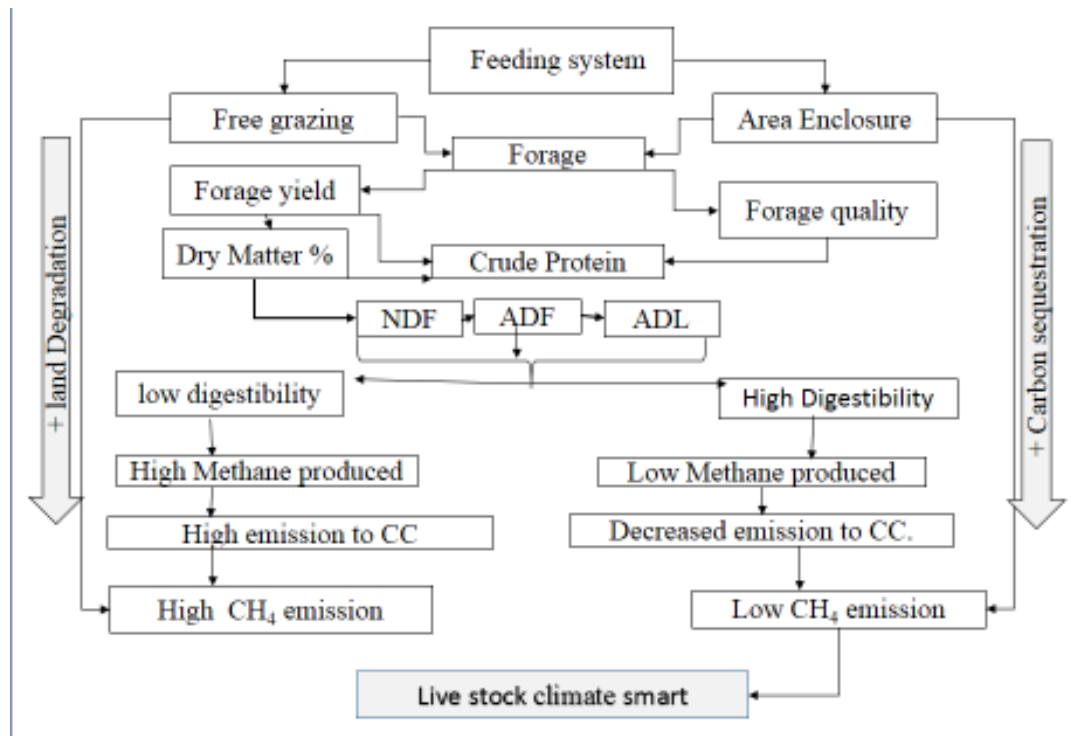 Feeding system
Free grazing
Area Enclosure
Forage
Forage yield
Forage quality
Dry Matter %
Crude Protein
NDF
ADF
ADL
low digestibility
High Digestibility
High Methane produced
Low Methane produced
High emission to CC
Decreased emission to CC.
High CH₄ emission
Low CH₄ emission
Live stock climate smart
+ land Degradation
+ Carbon sequestration